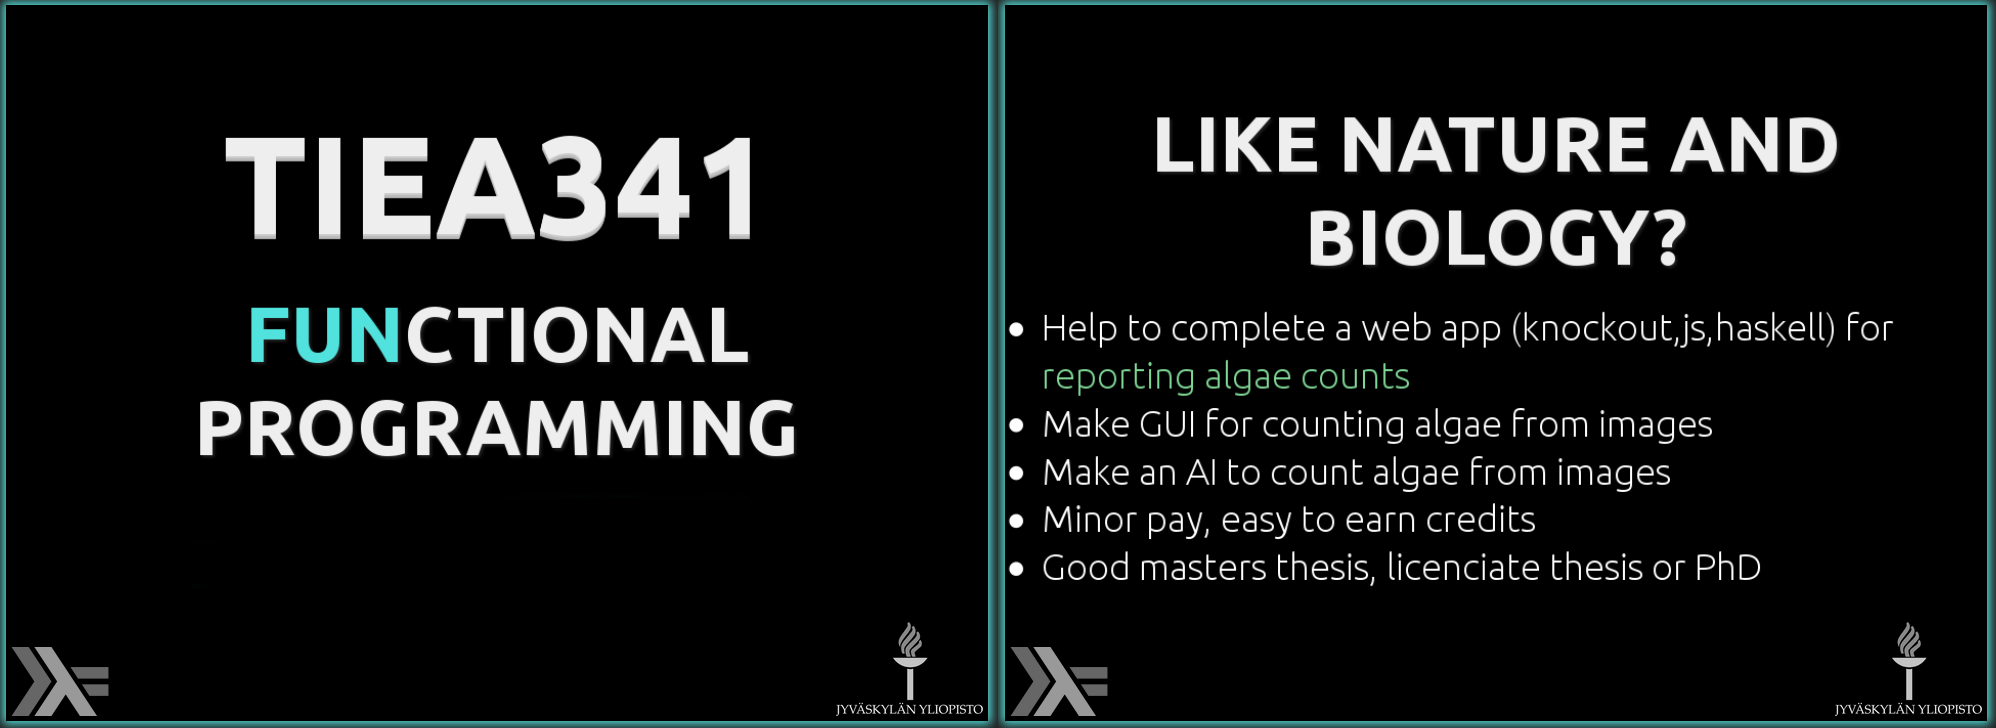 TIEA341
FUNCTIONAL
PROGRAMMING
JYVÄSKYLÄN YLIOPISTO
LIKE NATURE AND
BIOLOGY?
Help to complete a web app (knockout,js,haskell) for
reporting algae counts
Make GUI for counting algae from images
Make an AI to count algae from images
Minor pay, easy to earn credits
Good masters thesis, licenciate thesis or PhD
JYVÄSKYLÄN YLIOPISTO